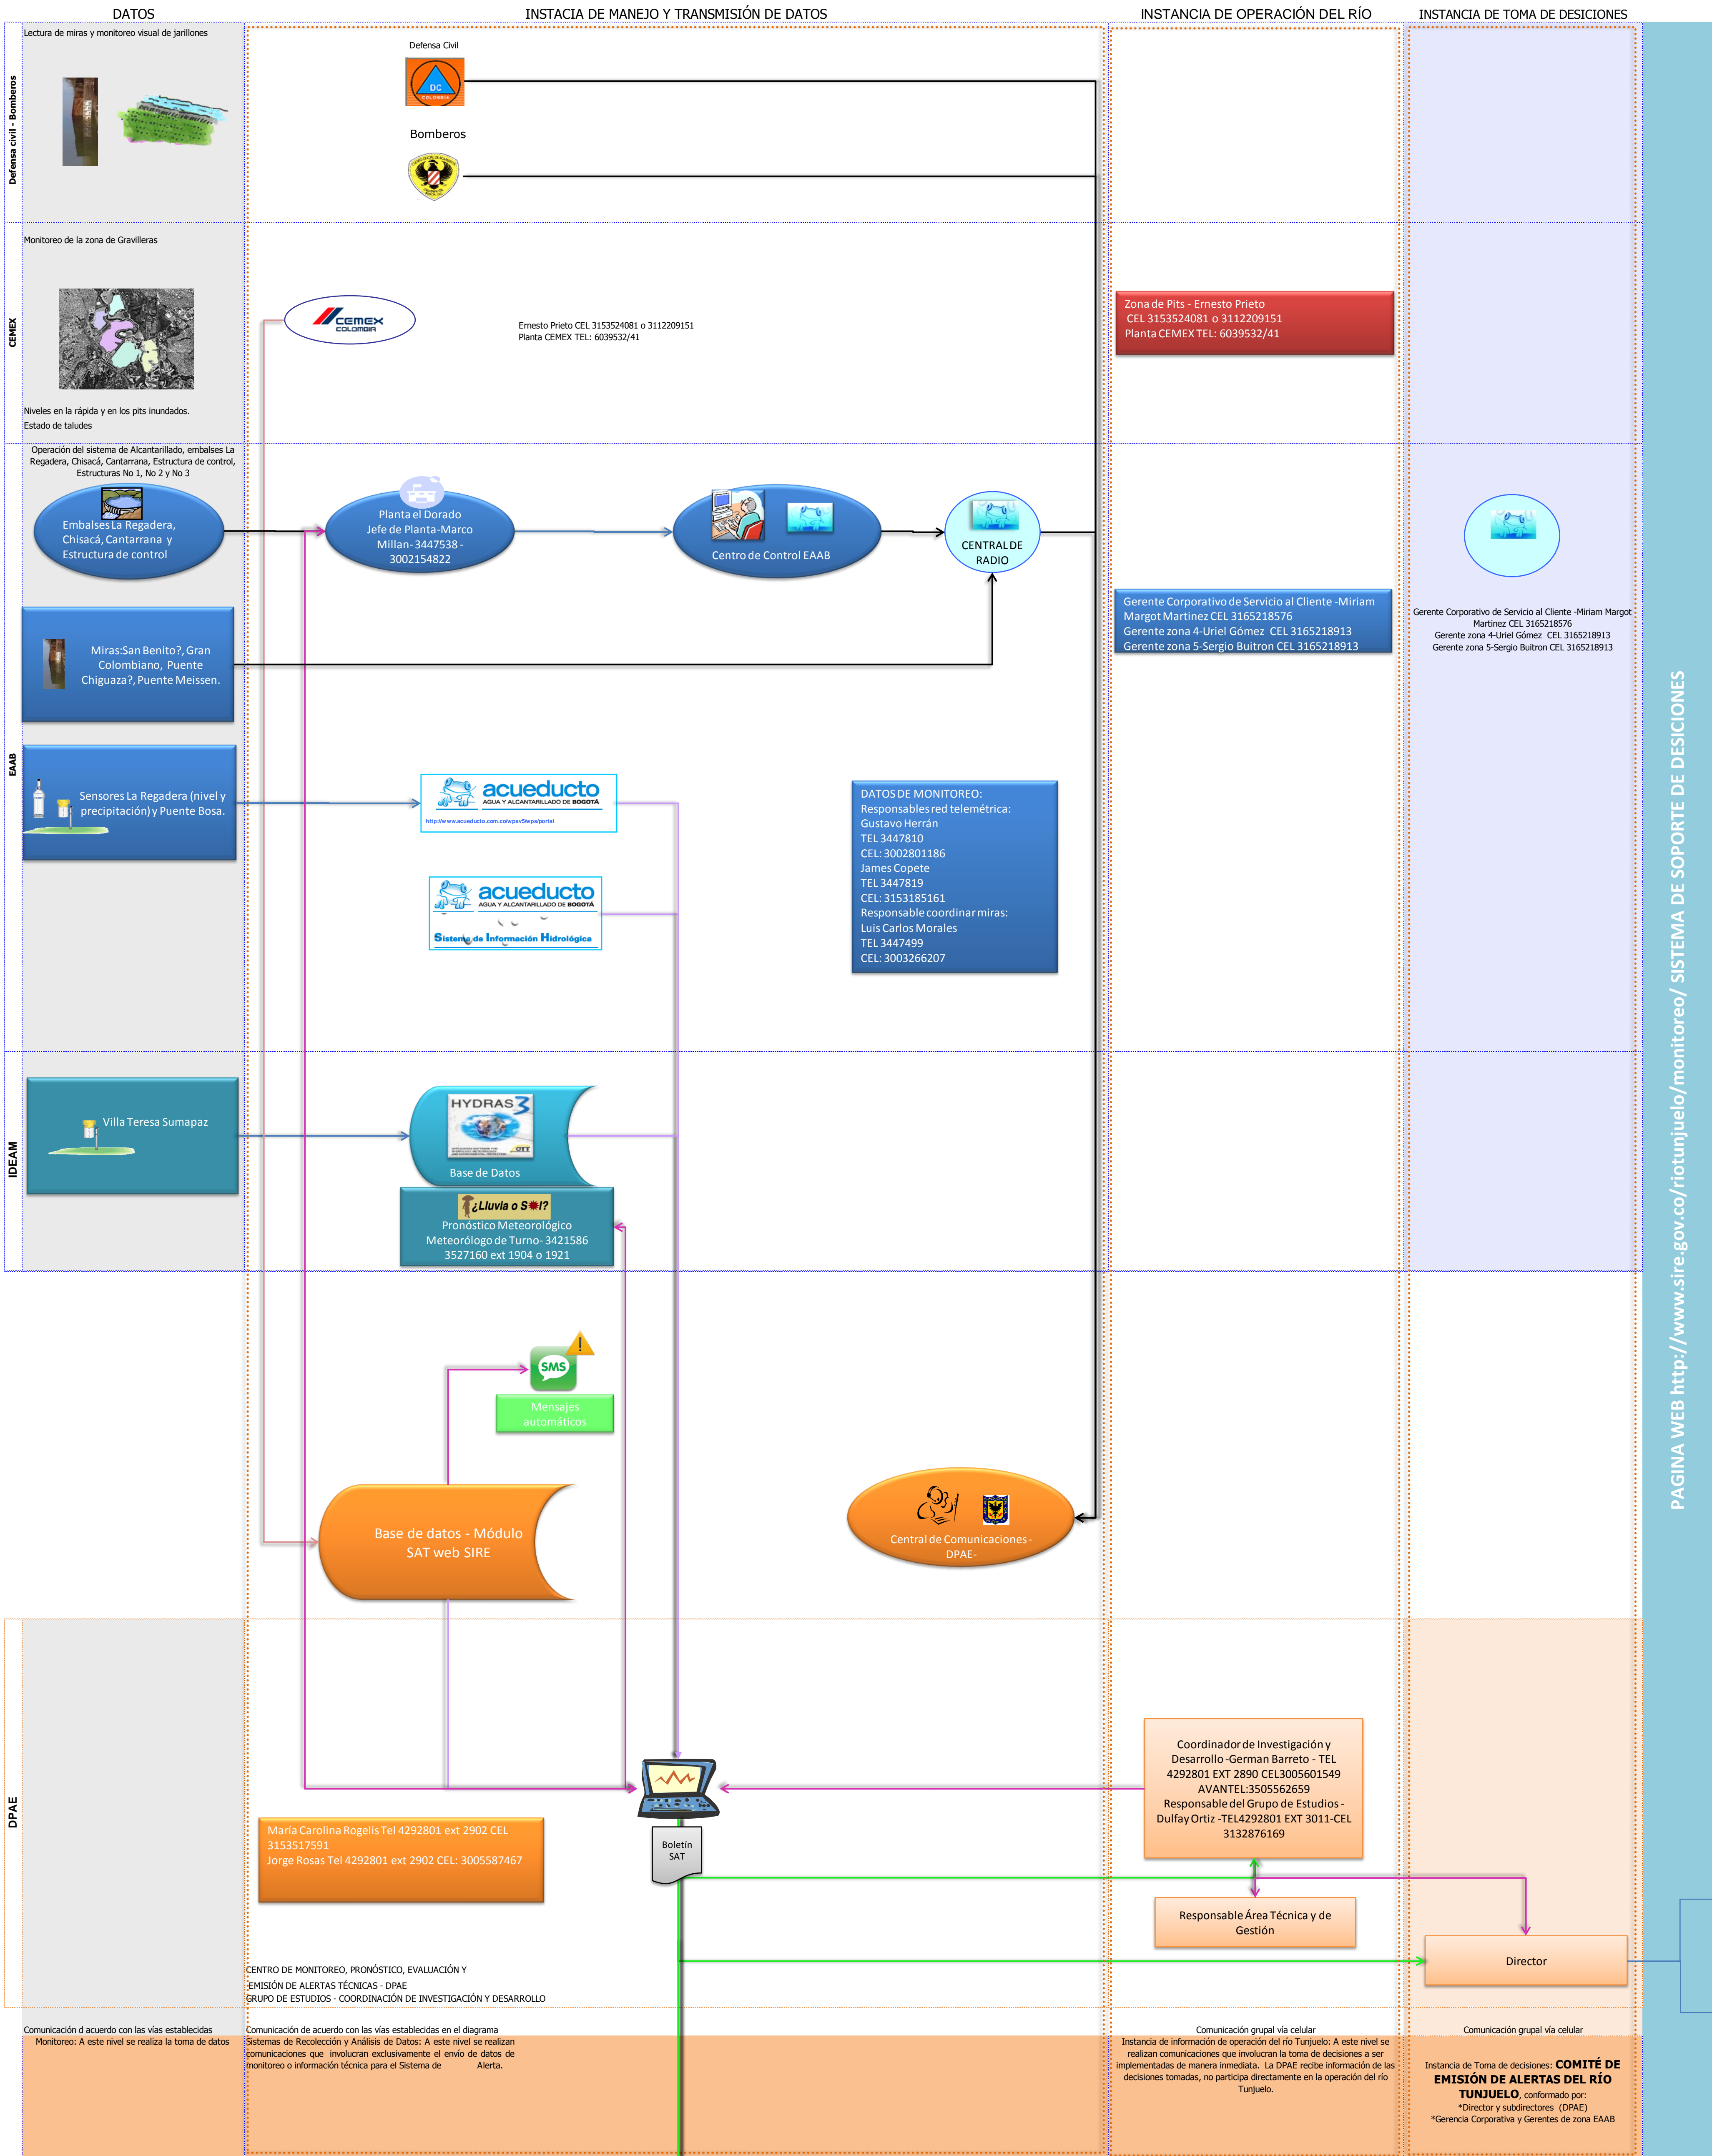 DATOS
INSTACIA DE MANEJO Y TRANSMISIÓN DE DATOS
INSTANCIA DE OPERACIÓN DEL RÍO
INSTANCIA DE TOMA DE DESICIONES
Defensa civil - Bomberos
Lectura de miras y monitoreo visual de jarillones
Defensa Civil
DC
COLOMBIA
Bomberos
CEMEX
Monitoreo de la zona de Gravilleras
Niveles en la rápida y en los pits inundados.
Estado de taludes
CEMEX
COLOMBIA
Ernesto Prieto CEL 3153524081 o 3112209151
Planta CEMEX TEL: 6039532/41
Zona de Pits - Ernesto Prieto
CEL 3153524081 o 3112209151
Planta CEMEX TEL: 6039532/41
EAAB
Operación del sistema de Alcantarillado, embalses La
Regadera, Chisacá, Cantarrana, Estructura de control,
Estructuras No 1, No 2 y No 3
Embalses La Regadera,
Chisacá, Cantarrana y
Estructura de control
Planta el Dorado
Jefe de Planta-Marco
Millan- 3447538 -
3002154822
Centro de Control EAAB
CENTRAL DE
RADIO
Gerente Corporativo de Servicio al Cliente -Miriam
Margot Martinez CEL 3165218576
Gerente zona 4-Uriel Gómez CEL 3165218913
Gerente zona 5-Sergio Buitron CEL 3165218913
Gerente Corporativo de Servicio al Cliente -Miriam Margot
Martinez CEL 3165218576
Gerente zona 4-Uriel Gómez CEL 3165218913
Gerente zona 5-Sergio Buitron CEL 3165218913
Miras:San Benito?, Gran
Colombiano, Puente
Chiguaza?, Puente Meissen.
Sensores La Regadera (nivel y
precipitación) y Puente Bosa.
acueducto
AGUA Y ALCANTARILLADO DE BOGOTÁ
http://www.acueducto.com.co/wpsv5/wps/portal
acueducto
AGUA Y ALCANTARILLADO DE BOGOTÁ
Sistema de Información Hidrológica
DATOS DE MONITOREO:
Responsables red telemétrica:
Gustavo Herrán
TEL 3447810
CEL: 3002801186
James Copete
TEL 3447819
CEL: 3153185161
Responsable coordinar miras:
Luis Carlos Morales
TEL 3447499
CEL: 3003266207
IDEAM
Villa Teresa Sumapaz
HYDRAS 3
OTT
Base de Datos
¿Lluvia o Sol?
Pronóstico Meteorológico
Meteorólogo de Turno- 3421586
3527160 ext 1904 o 1921
SMS
Mensajes
automáticos
Base de datos - Módulo
SAT web SIRE
Central de Comunicaciones -
DPAE-
DPAE
María Carolina Rogelis Tel 4292801 ext 2902 CEL
3153517591
Jorge Rosas Tel 4292801 ext 2902 CEL: 3005587467
Boletín
SAT
Coordinador de Investigación y
Desarrollo -German Barreto - TEL
4292801 EXT 2890 CEL3005601549
AVANTEL:3505562659
Responsable del Grupo de Estudios -
Dulfay Ortiz -TEL4292801 EXT 3011-CEL
3132876169
Responsable Área Técnica y de
Gestión
Director
CENTRO DE MONITOREO, PRONÓSTICO, EVALUACIÓN Y
EMISIÓN DE ALERTAS TÉCNICAS - DPAE
GRUPO DE ESTUDIOS - COORDINACIÓN DE INVESTIGACIÓN Y DESARROLLO
Comunicación d acuerdo con las vías establecidas
Monitoreo: A este nivel se realiza la toma de datos
Comunicación de acuerdo con las vías establecidas en el diagrama
Sistemas de Recolección y Análisis de Datos: A este nivel se realizan
comunicaciones que involucran exclusivamente el envío de datos de
monitoreo o información técnica para el Sistema de Alerta.
Comunicación grupal vía celular
Instancia de información de operación del río Tunjuelo: A este nivel se
realizan comunicaciones que involucran la toma de decisiones a ser
implementadas de manera inmediata. La DPAE recibe información de las
decisiones tomadas, no participa directamente en la operación del río
Tunjuelo.
Comunicación grupal vía celular
Instancia de Toma de decisiones: COMITÉ DE
EMISIÓN DE ALERTAS DEL RÍO
TUNJUELO, conformado por:
*Director y subdirectores (DPAE)
*Gerencia Corporativa y Gerentes de zona EAAB
PAGINA WEB http://www.sire.gov.co/riotunjuelo/monitoreo/ SISTEMA DE SOPORTE DE DESICIONES